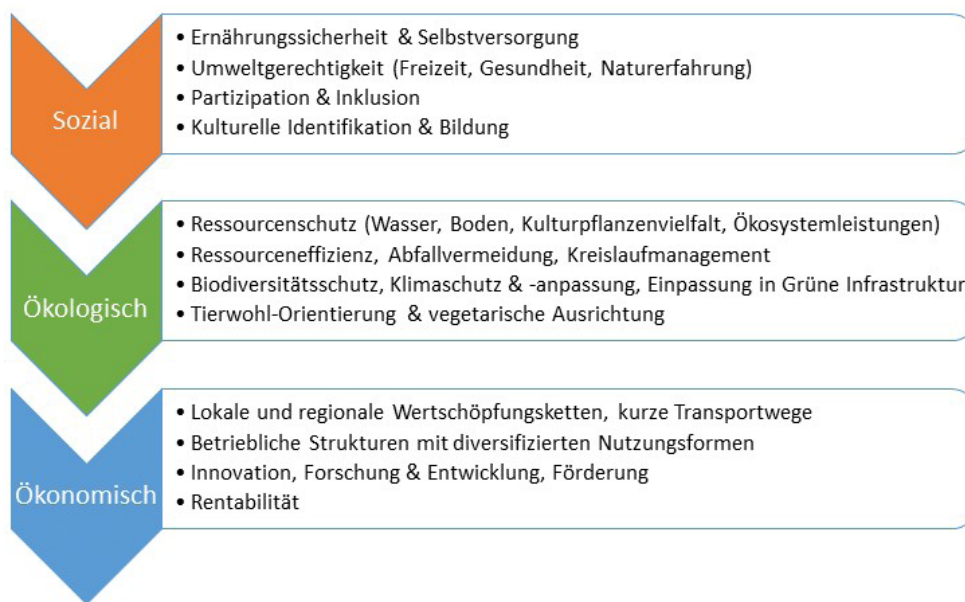 Sozial
• Ernährungssicherheit & Selbstversorgung
• Umweltgerechtigkeit (Freizeit, Gesundheit, Naturerfahrung)
• Partizipation & Inklusion
• Kulturelle Identifikation & Bildung
Ökologisch
• Ressourcenschutz (Wasser, Boden, Kulturpflanzenvielfalt, Ökosystemleistungen)
• Ressourceneffizienz, Abfallvermeidung, Kreislaufmanagement
• Biodiversitätsschutz, Klimaschutz & -anpassung, Einpassung in Grüne Infrastruktur
• Tierwohl-Orientierung & vegetarische Ausrichtung
Ökonomisch
• Lokale und regionale Wertschöpfungsketten, kurze Transportwege
• Betriebliche Strukturen mit diversifizierten Nutzungsformen
• Innovation, Forschung & Entwicklung, Förderung
• Rentabilität